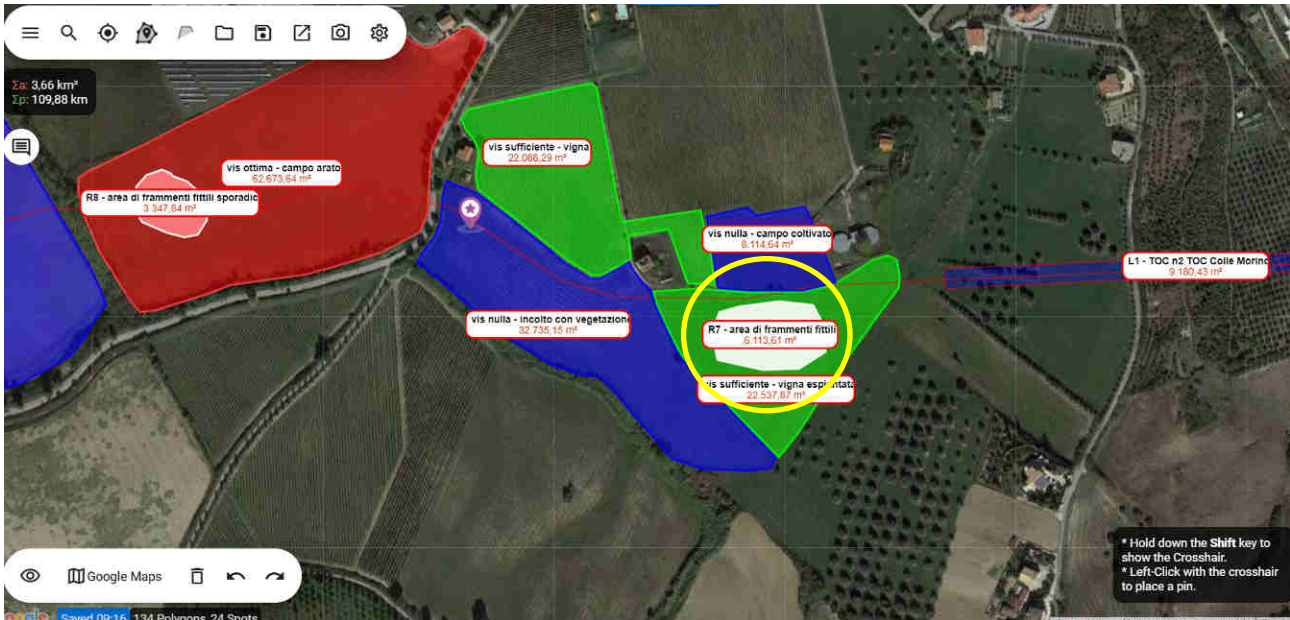 Σa: 3,66 km²
Σp: 109,88 km
vis sufficiente - vigna
22.086,29 m²
vis ottima - campo arato
62.673,64 m²
R8 - area di frammenti fittili sporadic
3.347,84 m²
vis nulla - campo coltivato
8.114,64 m²
L1 - TOC n2 TOC Colle Morino
9.180,43 m²
vis nulla - incolto con vegetazione
32.735,15 m²
R7 - area di frammenti fittili
6.113,61 m²
vis sufficiente - vigna espiantata
22.537,87 m²
* Hold down the Shift key to
show the Crosshair.
* Left-Click with the crosshair
to place a pin.
Google Maps
Saved 09:16 134 Polygons, 24 Spots